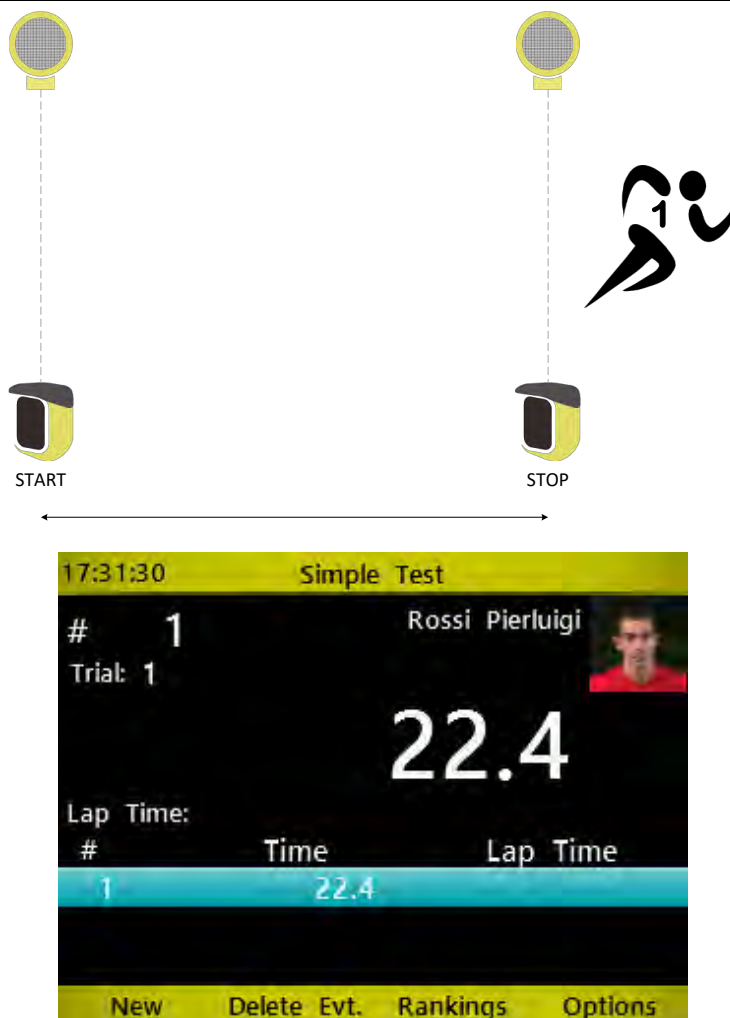 1
START STOP
17:31:30 Simple Test
# 1 Rossi Pierluigi
Trial: 1
22.4
Lap Time:
# Time Lap Time
1 22.4
New Delete Evt. Rankings Options